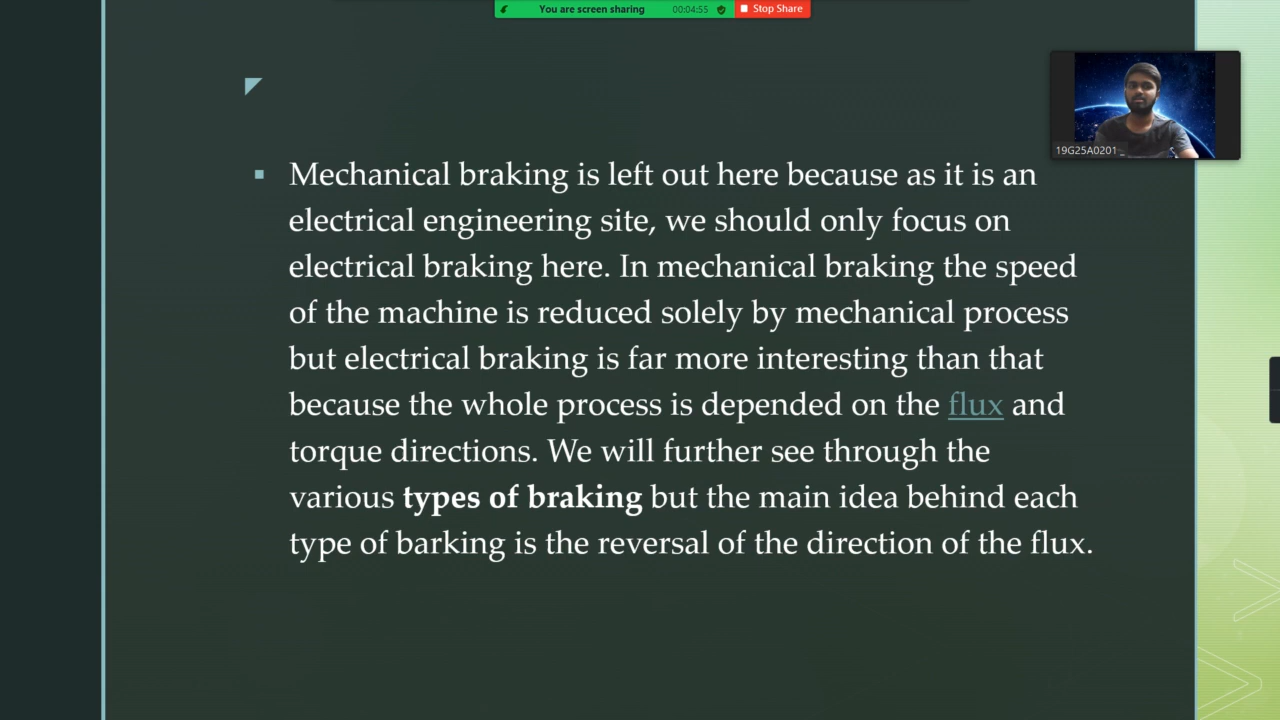 You are screen sharing 00:04:55 Stop Share
19G25A0201 _
Mechanical braking is left out here because as it is an
electrical engineering site, we should only focus on
electrical braking here. In mechanical braking the speed
of the machine is reduced solely by mechanical process
but electrical braking is far more interesting than that
because the whole process is depended on the flux and
torque directions. We will further see through the
various types of braking but the main idea behind each
type of barking is the reversal of the direction of the flux.